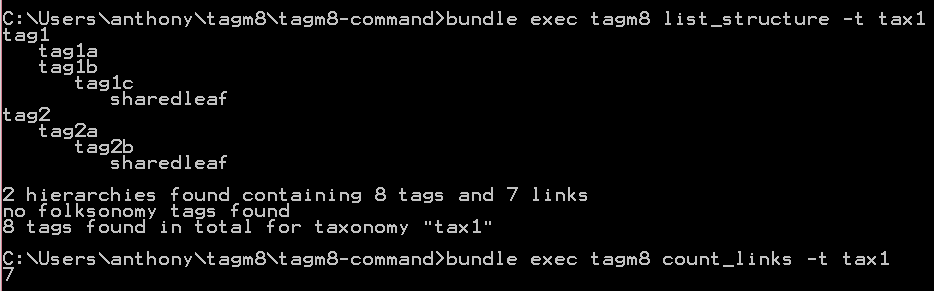 C:\Users\anthony\tagm8\tagm8-command>bundle exec tagm8 list_structure -t tax1
tag1
   tag1a
   tag1b
      tag1c
         sharedleaf
tag2
   tag2a
      tag2b
         sharedleaf
2 hierarchies found containing 8 tags and 7 links
no folksonomy tags found
8 tags found in total for taxonomy "tax1"
C:\Users\anthony\tagm8\tagm8-command>bundle exec tagm8 count_links -t tax1
7